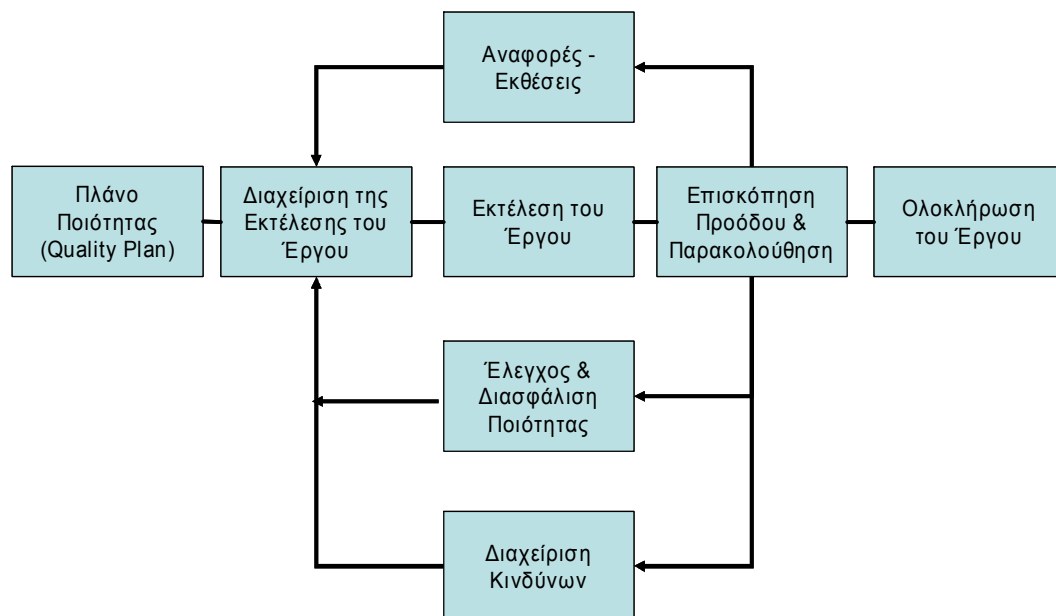 Αναφορές -
Εκθέσεις
Πλάνο
Ποιότητας
(Quality Plan)
Διαχείριση της
Εκτέλεσης του
Έργου
Εκτέλεση του
Έργου
Επισκόπηση
Προόδου &
Παρακολούθηση
Ολοκλήρωση
του Έργου
Έλεγχος &
Διασφάλιση
Ποιότητας
Διαχείριση
Κινδύνων